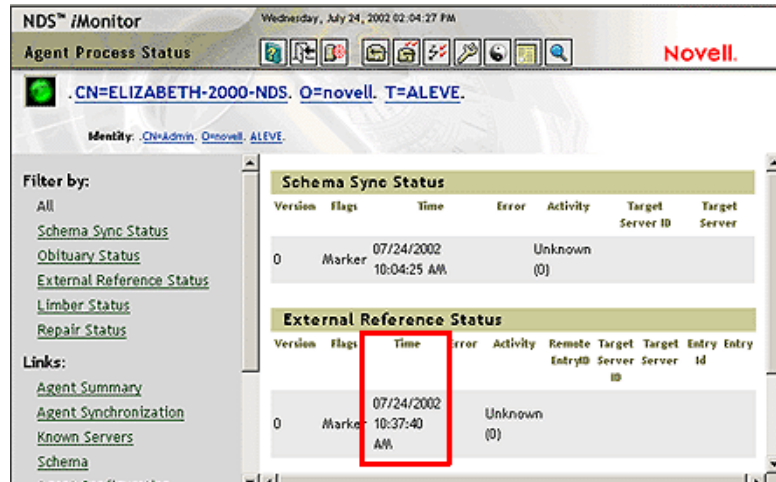 NDS™ iMonitor
Wednesday, July 24, 2002 02:04:27 PM
Agent Process Status
Novell.
.CN=ELIZABETH-2000-NDS. O=novell. T=ALEVE.
Identity: .CN=Admin. O=novell. ALEVE.
Filter by:
All
Schema Sync Status
Obituary Status
External Reference Status
Limber Status
Repair Status
Links:
Agent Summary
Agent Synchronization
Known Servers
Schema
Schema Sync Status
Version Flags Time Error Activity Target Server ID Target Server
0 Marker 07/24/2002 10:04:25 AM Unknown (0)
External Reference Status
Version Flags Time Error Activity Remote EntryID Target Server ID Target Server Entry Id Entry
0 Marker 07/24/2002 10:37:40 AM Unknown (0)